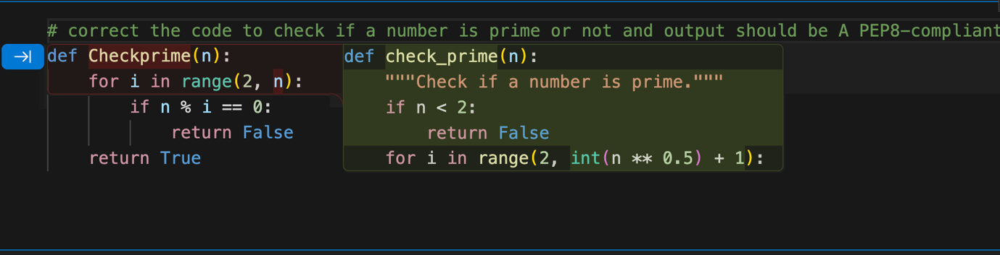 # correct the code to check if a number is prime or not and output should be A PEP8-compliant
def Checkprime(n):
    for i in range(2, n):
        if n % i == 0:
            return False
    return True
def check_prime(n):
    """Check if a number is prime."""
    if n < 2:
        return False
    for i in range(2, int(n ** 0.5) + 1):